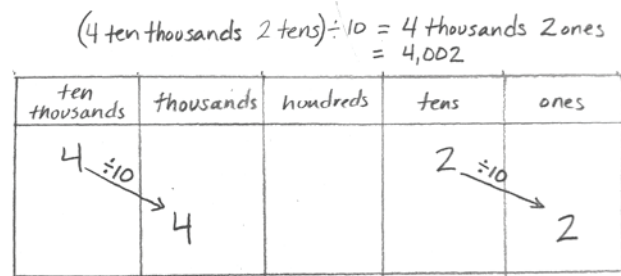 (4 ten thousands 2 tens)÷10 = 4 thousands 2 ones
= 4,002
ten thousands thousands hundreds tens ones
4 ÷10 2 ÷10
4 2